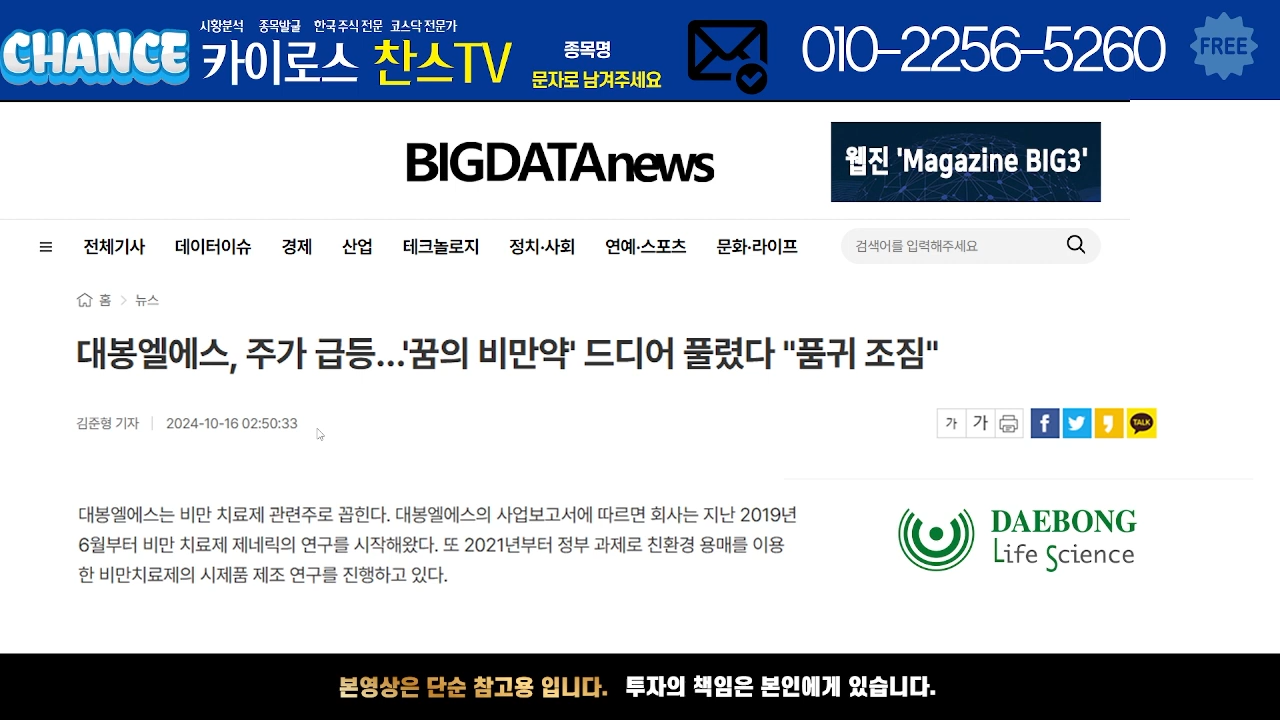 시황분석 종목발굴 한국 주식 전문 코스닥 전문가
CHANCE 카이로스 찬스TV
종목명
문자로 남겨주세요
010-2256-5260
FREE
BIGDATAnews
웹진 'Magazine BIG3'
전체기사 데이터이슈 경제 산업 테크놀로지 정치·사회 연예·스포츠 문화·라이프 검색어를 입력해주세요
홈 > 뉴스
대봉엘에스, 주가 급등...'꿈의 비만약' 드디어 풀렸다 "품귀 조짐"
김준형 기자 | 2024-10-16 02:50:33
가 가 f TALK
대봉엘에스는 비만 치료제 관련주로 꼽힌다. 대봉엘에스의 사업보고서에 따르면 회사는 지난 2019년
6월부터 비만 치료제 제네릭의 연구를 시작해왔다. 또 2021년부터 정부 과제로 친환경 용매를 이용
한 비만치료제의 시제품 제조 연구를 진행하고 있다.
DAEBONG
Life Science
본영상은 단순 참고용 입니다. 투자의 책임은 본인에게 있습니다.